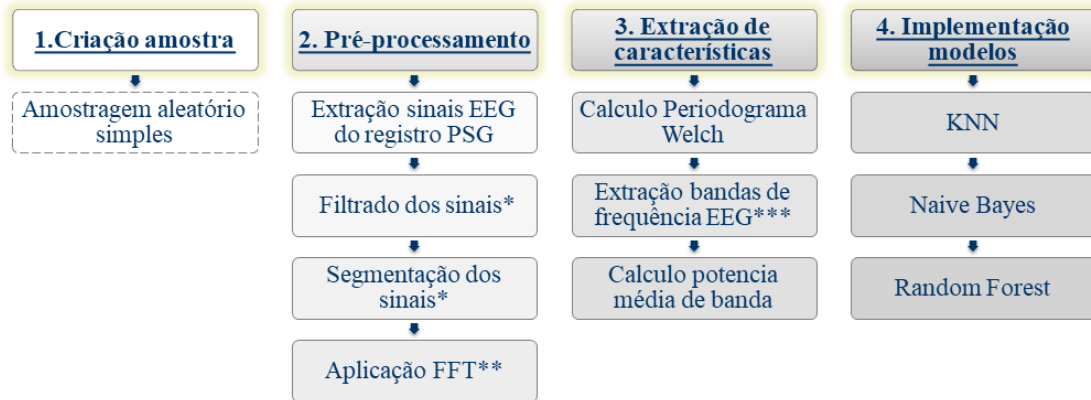 1.Criação amostra
Amostragem aleatório
simples
2. Pré-processamento
Extração sinais EEG
do registro PSG
Filtrado dos sinais*
Segmentação dos
sinais*
Aplicação FFT**
3. Extração de
características
Calculo Periodograma
Welch
Extração bandas de
frequência EEG***
Calculo potencia
média de banda
4. Implementação
modelos
KNN
Naive Bayes
Random Forest